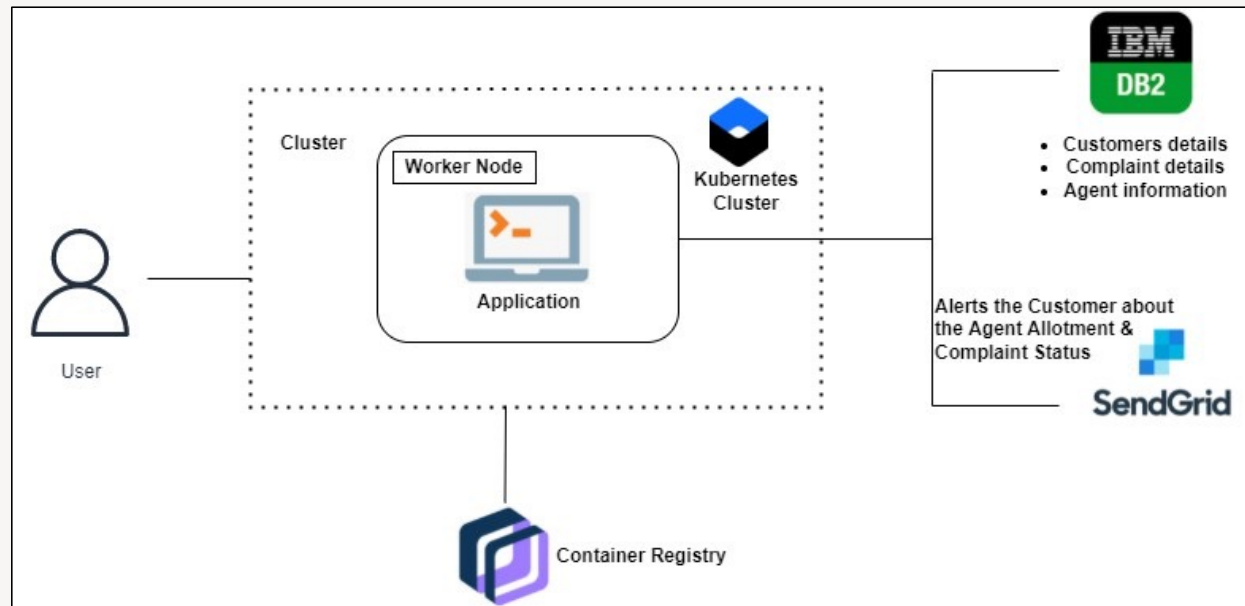 IBM
DB2
Customers details
Complaint details
Agent information
Cluster
Worker Node
Kubernetes
Cluster
Application
User
Alerts the Customer about
the Agent Allotment &
Complaint Status
SendGrid
Container Registry